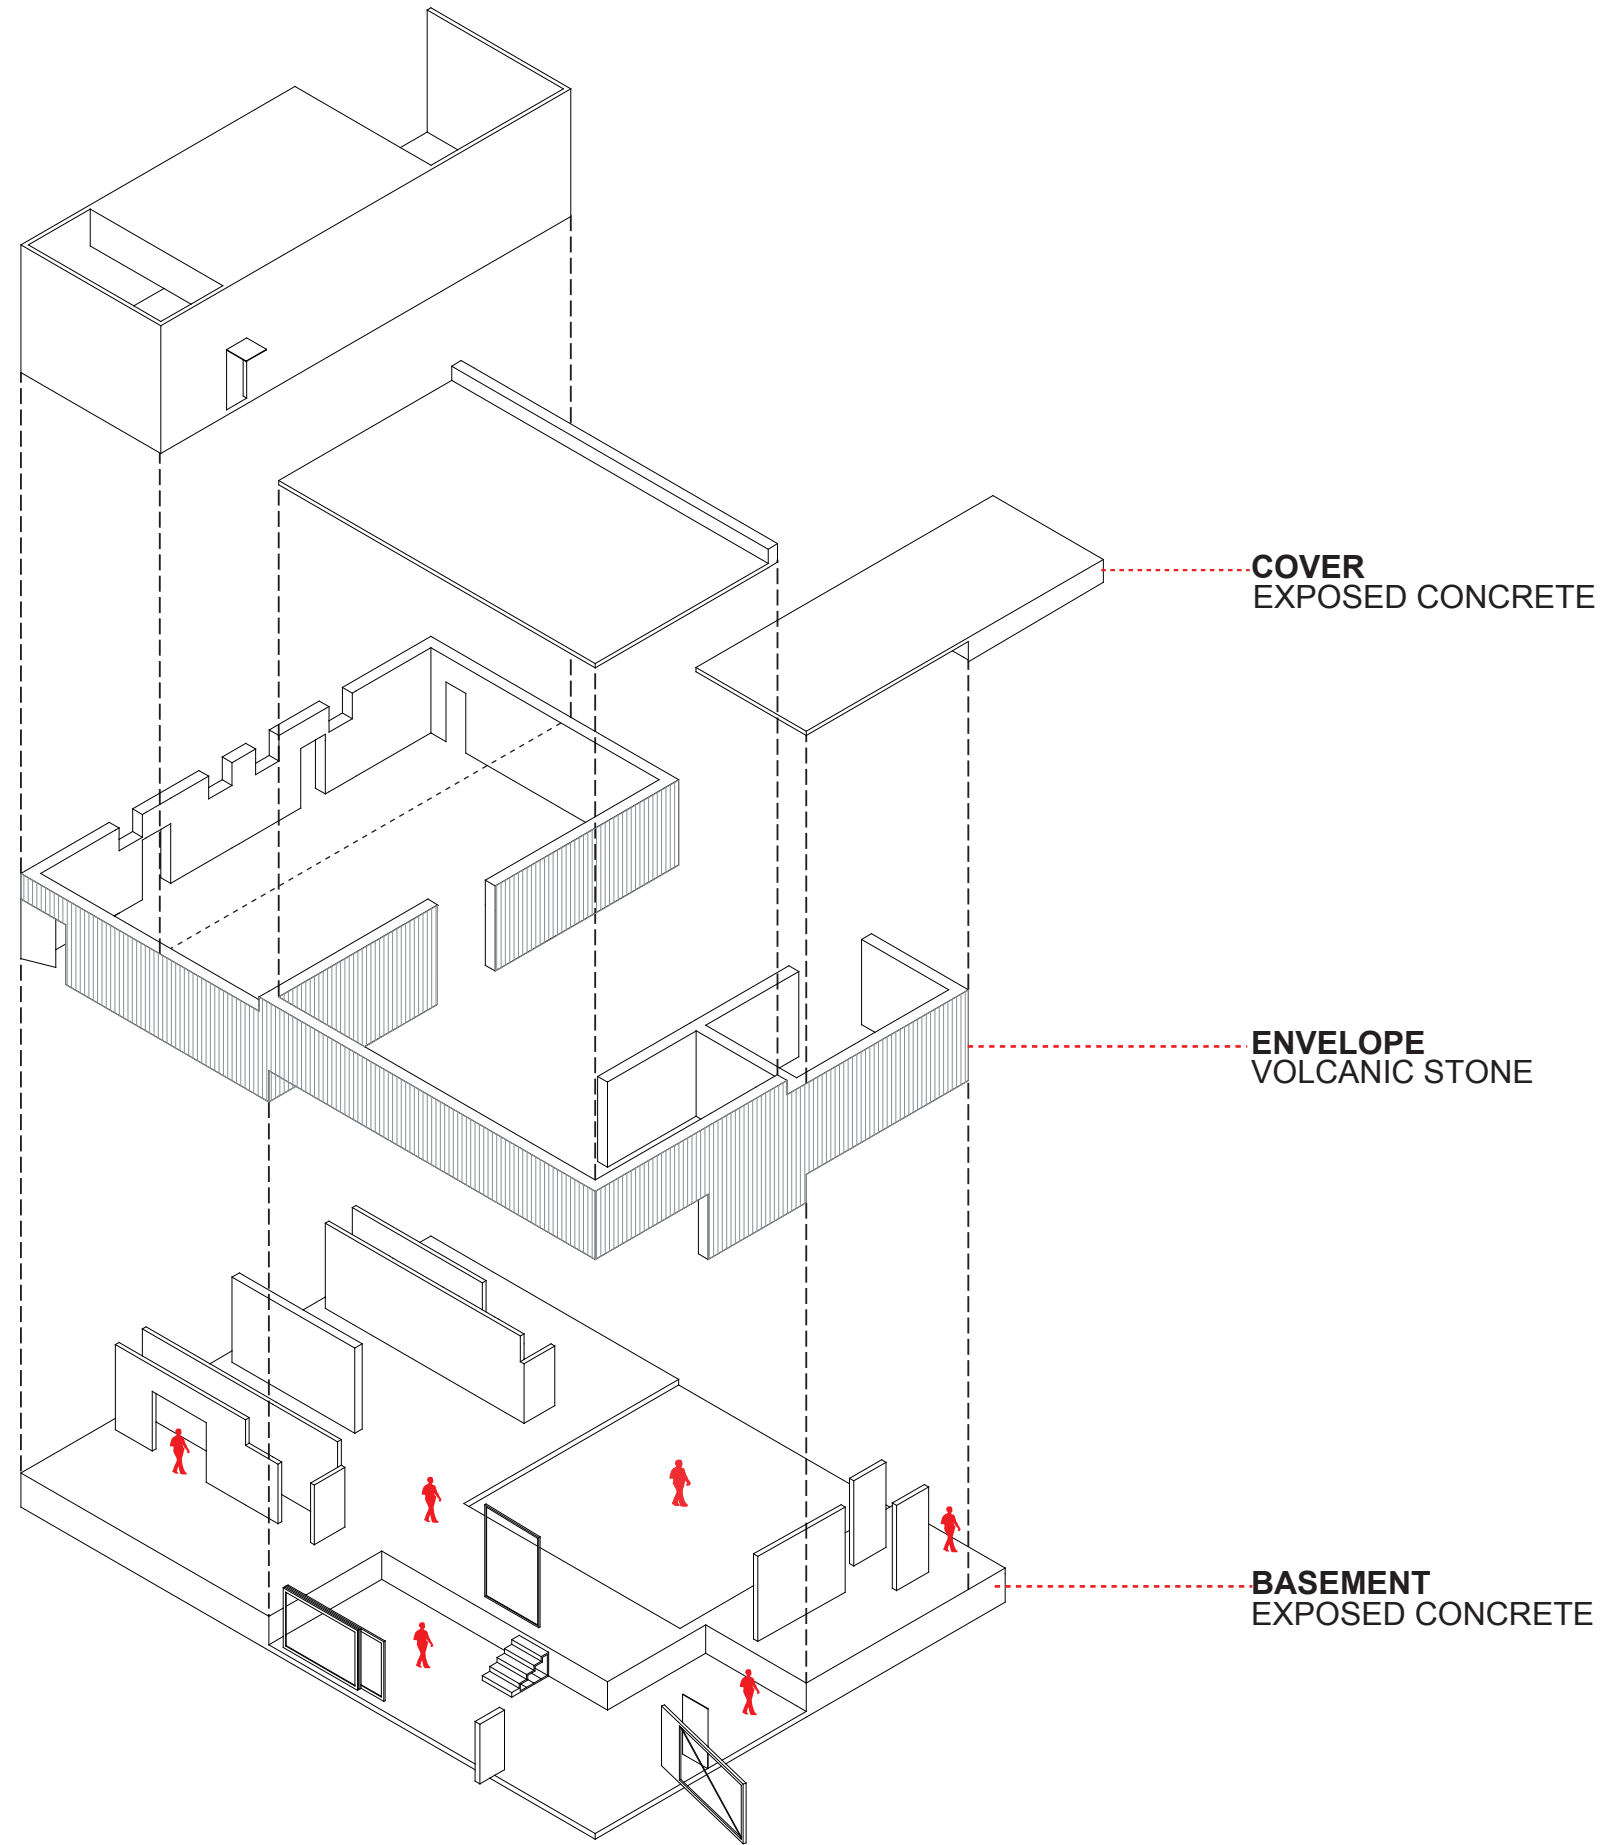 COVER
EXPOSED CONCRETE
ENVELOPE
VOLCANIC STONE
BASEMENT
EXPOSED CONCRETE